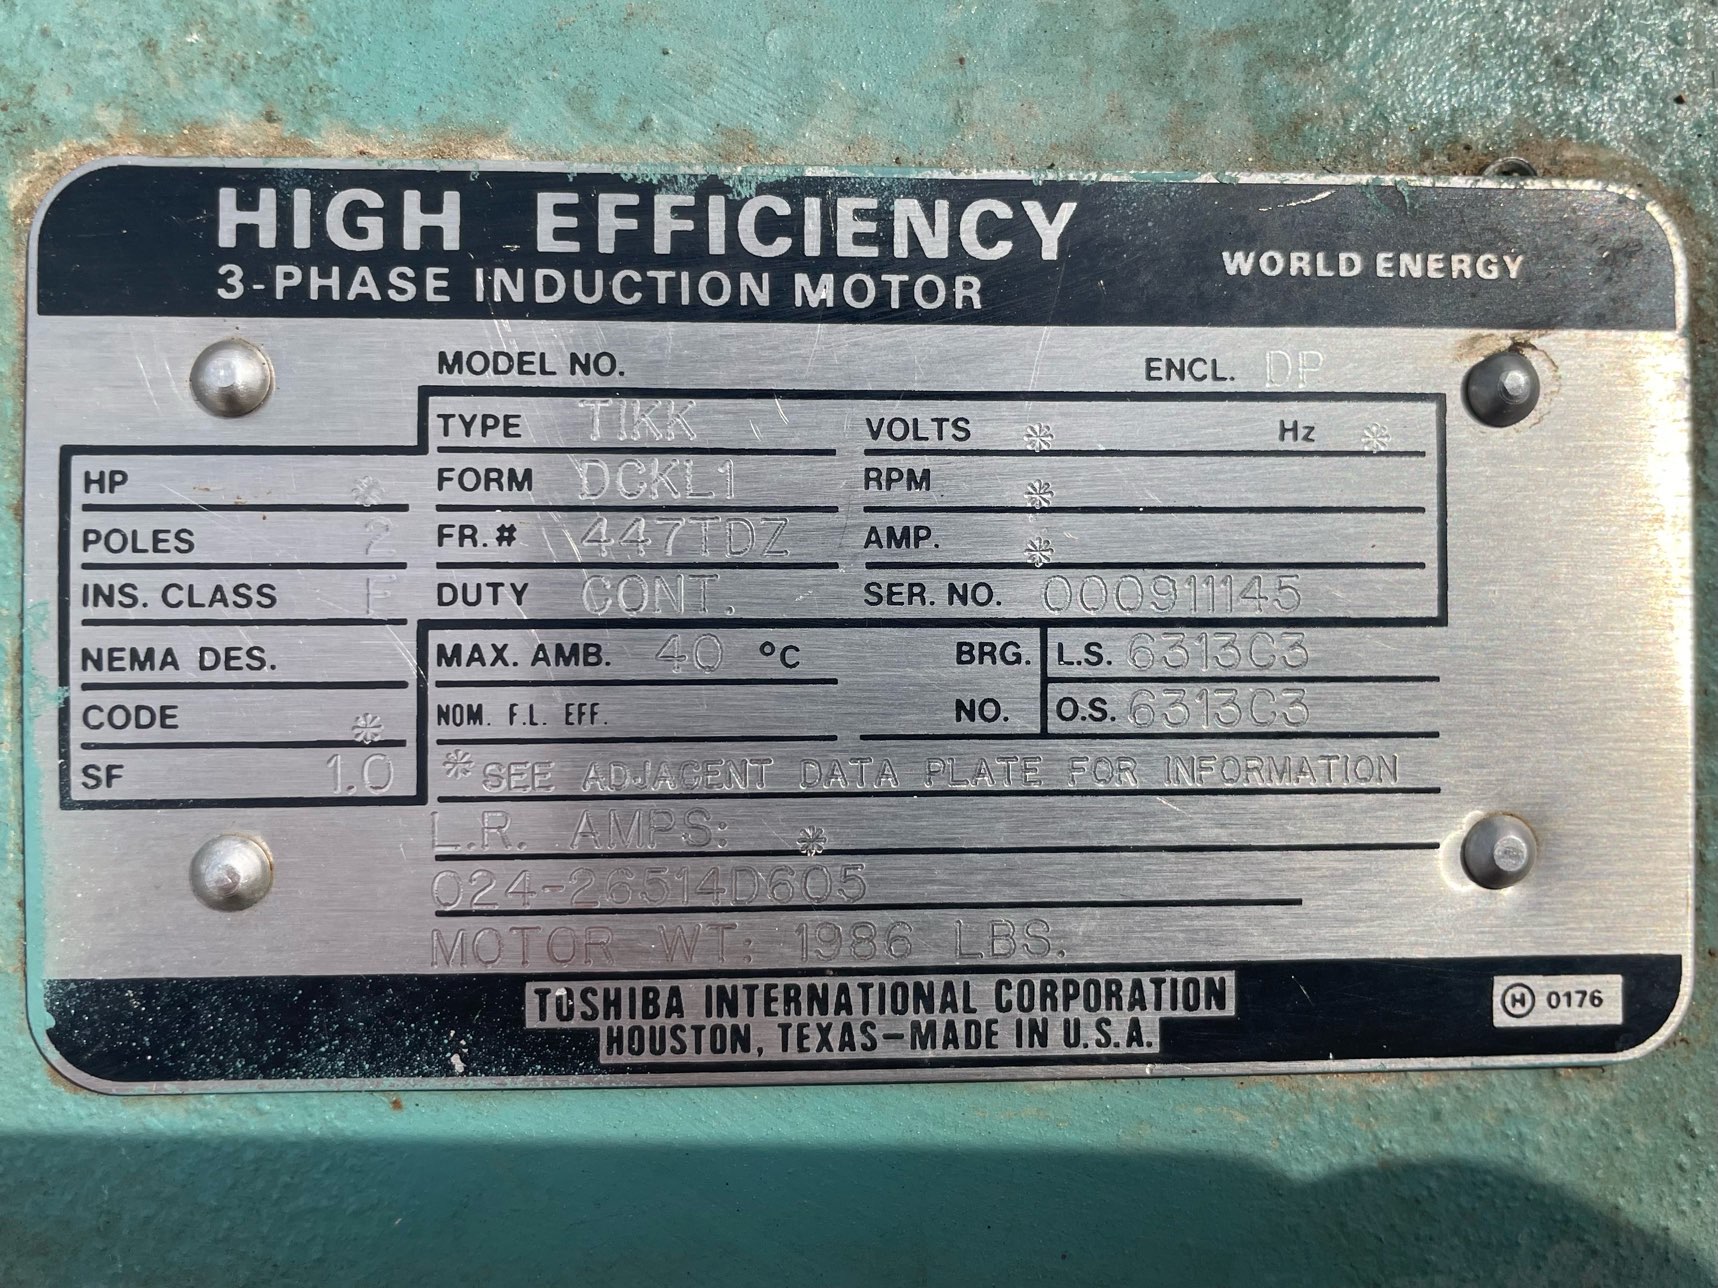 HIGH EFFICIENCY
3-PHASE INDUCTION MOTOR
WORLD ENERGY
MODEL NO. ENCL. DP
TYPE TIKK VOLTS * Hz *
HP * FORM DCKL1 RPM *
POLES 2 FR.# 447TDZ AMP. *
INS. CLASS F DUTY CONT. SER. NO. 000911145
NEMA DES. MAX. AMB. 40 °C BRG. L.S. 6313C3
CODE * NOM. F.L. EFF. NO. O.S. 6313C3
SF 1.0 *SEE ADJACENT DATA PLATE FOR INFORMATION
L.R. AMPS: *
024-26514D605
MOTOR WT: 1986 LBS.
TOSHIBA INTERNATIONAL CORPORATION
HOUSTON, TEXAS-MADE IN U.S.A.
H 0176